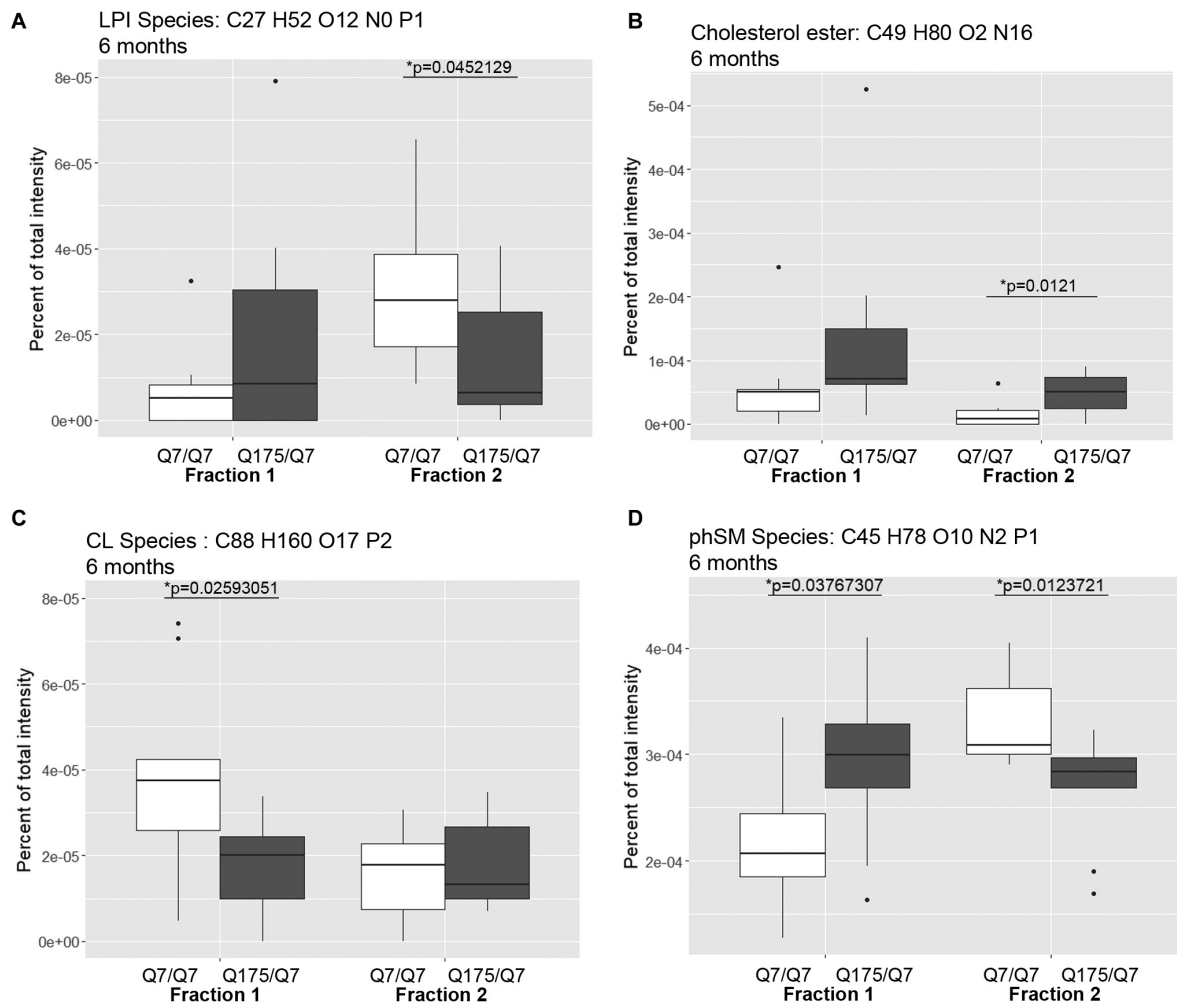 A
LPI Species: C27 H52 O12 N0 P1
6 months
*p=0.0452129
8e-05
6e-05
4e-05
2e-05
0e+00
Percent of total intensity
Q7/Q7 Q175/Q7 Q7/Q7 Q175/Q7
Fraction 1 Fraction 2
B
Cholesterol ester: C49 H80 O2 N16
6 months
5e-04
4e-04
3e-04
2e-04
1e-04
0e+00
*p=0.0121
Percent of total intensity
Q7/Q7 Q175/Q7 Q7/Q7 Q175/Q7
Fraction 1 Fraction 2
C
CL Species : C88 H160 O17 P2
6 months
*p=0.02593051
8e-05
6e-05
4e-05
2e-05
0e+00
Percent of total intensity
Q7/Q7 Q175/Q7 Q7/Q7 Q175/Q7
Fraction 1 Fraction 2
D
phSM Species: C45 H78 O10 N2 P1
6 months
*p=0.03767307 *p=0.0123721
4e-04
3e-04
2e-04
Percent of total intensity
Q7/Q7 Q175/Q7 Q7/Q7 Q175/Q7
Fraction 1 Fraction 2